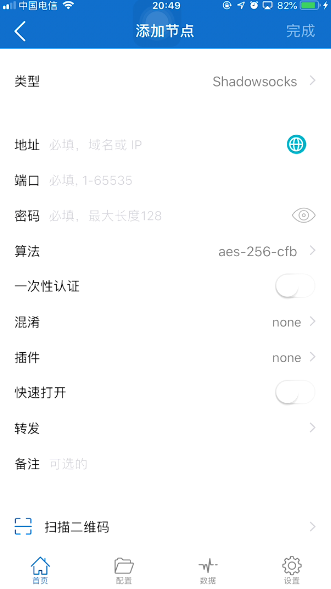 中国电信 20:49 82%
添加节点 完成
类型 Shadowsocks
地址 必填，域名或 IP
端口 必填, 1-65535
密码 必填，最大长度128
算法 aes-256-cfb
一次性认证
混淆 none
插件 none
快速打开
转发
备注 可选的
扫描二维码
首页 配置 数据 设置